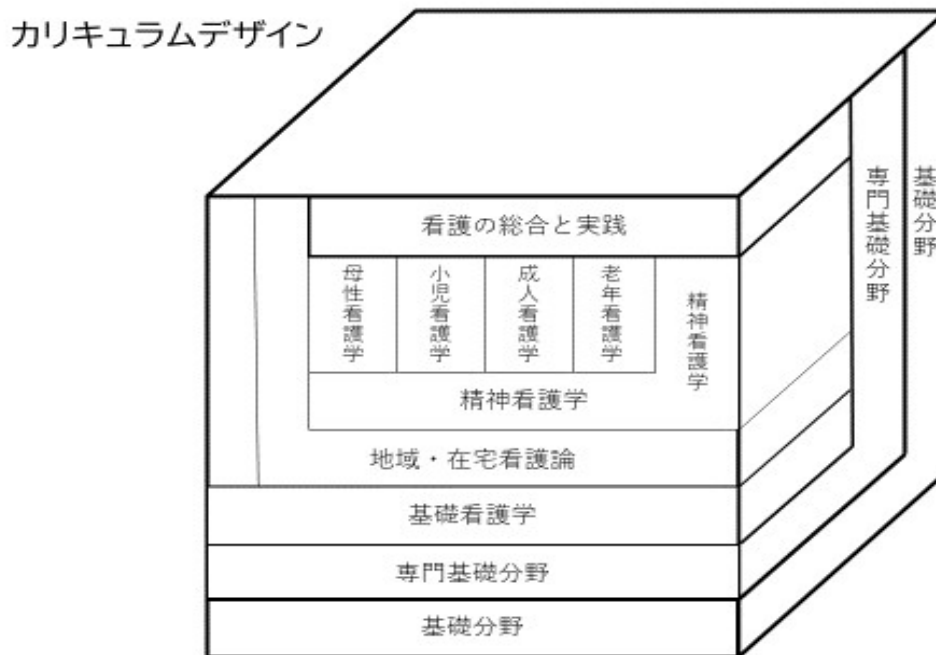 カリキュラムデザイン
看護の総合と実践
母性看護学
小児看護学
成人看護学
老年看護学
精神看護学
精神看護学
地域・在宅看護論
基礎看護学
専門基礎分野
基礎分野
専門基礎分野
基礎分野